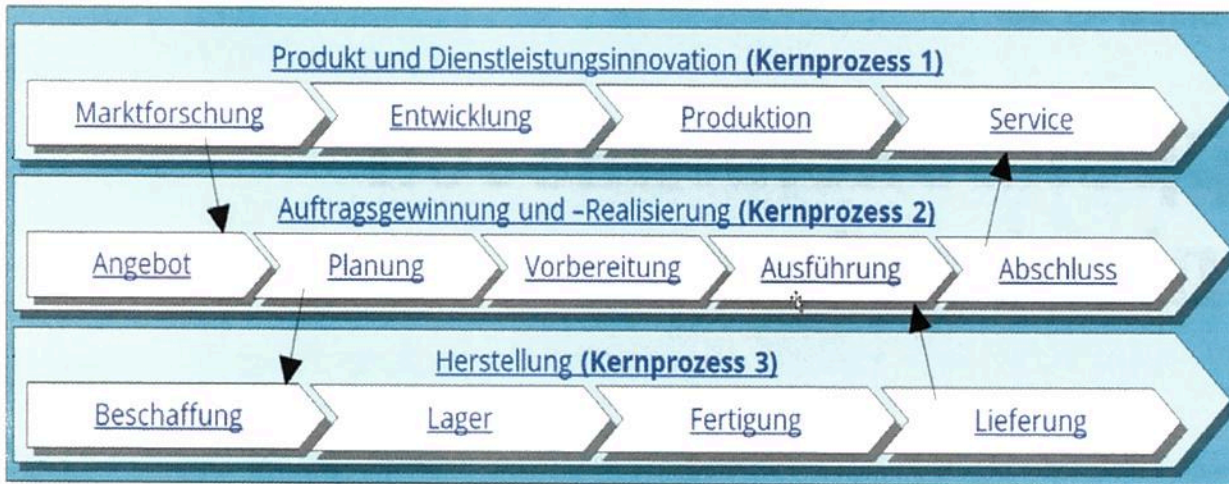 Produkt und Dienstleistungsinnovation (Kernprozess 1)
Marktforschung Entwicklung Produktion Service
Auftragsgewinnung und –Realisierung (Kernprozess 2)
Angebot Planung Vorbereitung Ausführung Abschluss
Herstellung (Kernprozess 3)
Beschaffung Lager Fertigung Lieferung